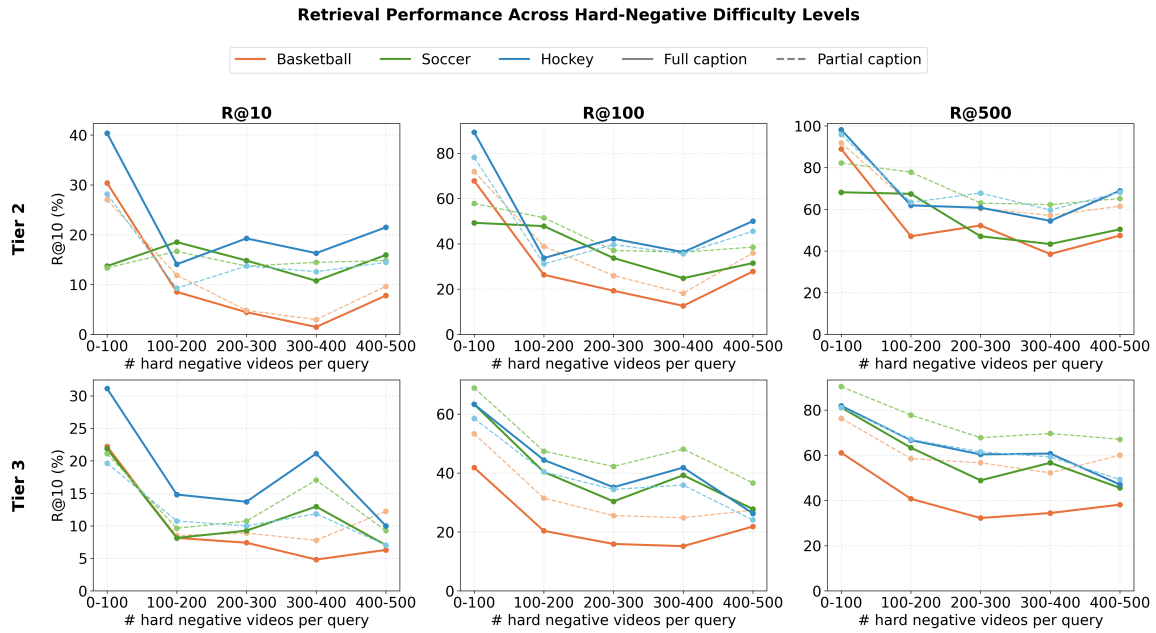 Retrieval Performance Across Hard-Negative Difficulty Levels
Basketball Soccer Hockey Full caption Partial caption
R@10 R@100 R@500
Tier 2
R@10 (%)
40
30
20
10
0
0-100 100-200 200-300 300-400 400-500
# hard negative videos per query
80
60
40
20
0
0-100 100-200 200-300 300-400 400-500
# hard negative videos per query
100
80
60
40
20
0
0-100 100-200 200-300 300-400 400-500
# hard negative videos per query
Tier 3
R@10 (%)
30
25
20
15
10
5
0
0-100 100-200 200-300 300-400 400-500
# hard negative videos per query
60
40
20
0
0-100 100-200 200-300 300-400 400-500
# hard negative videos per query
80
60
40
20
0
0-100 100-200 200-300 300-400 400-500
# hard negative videos per query